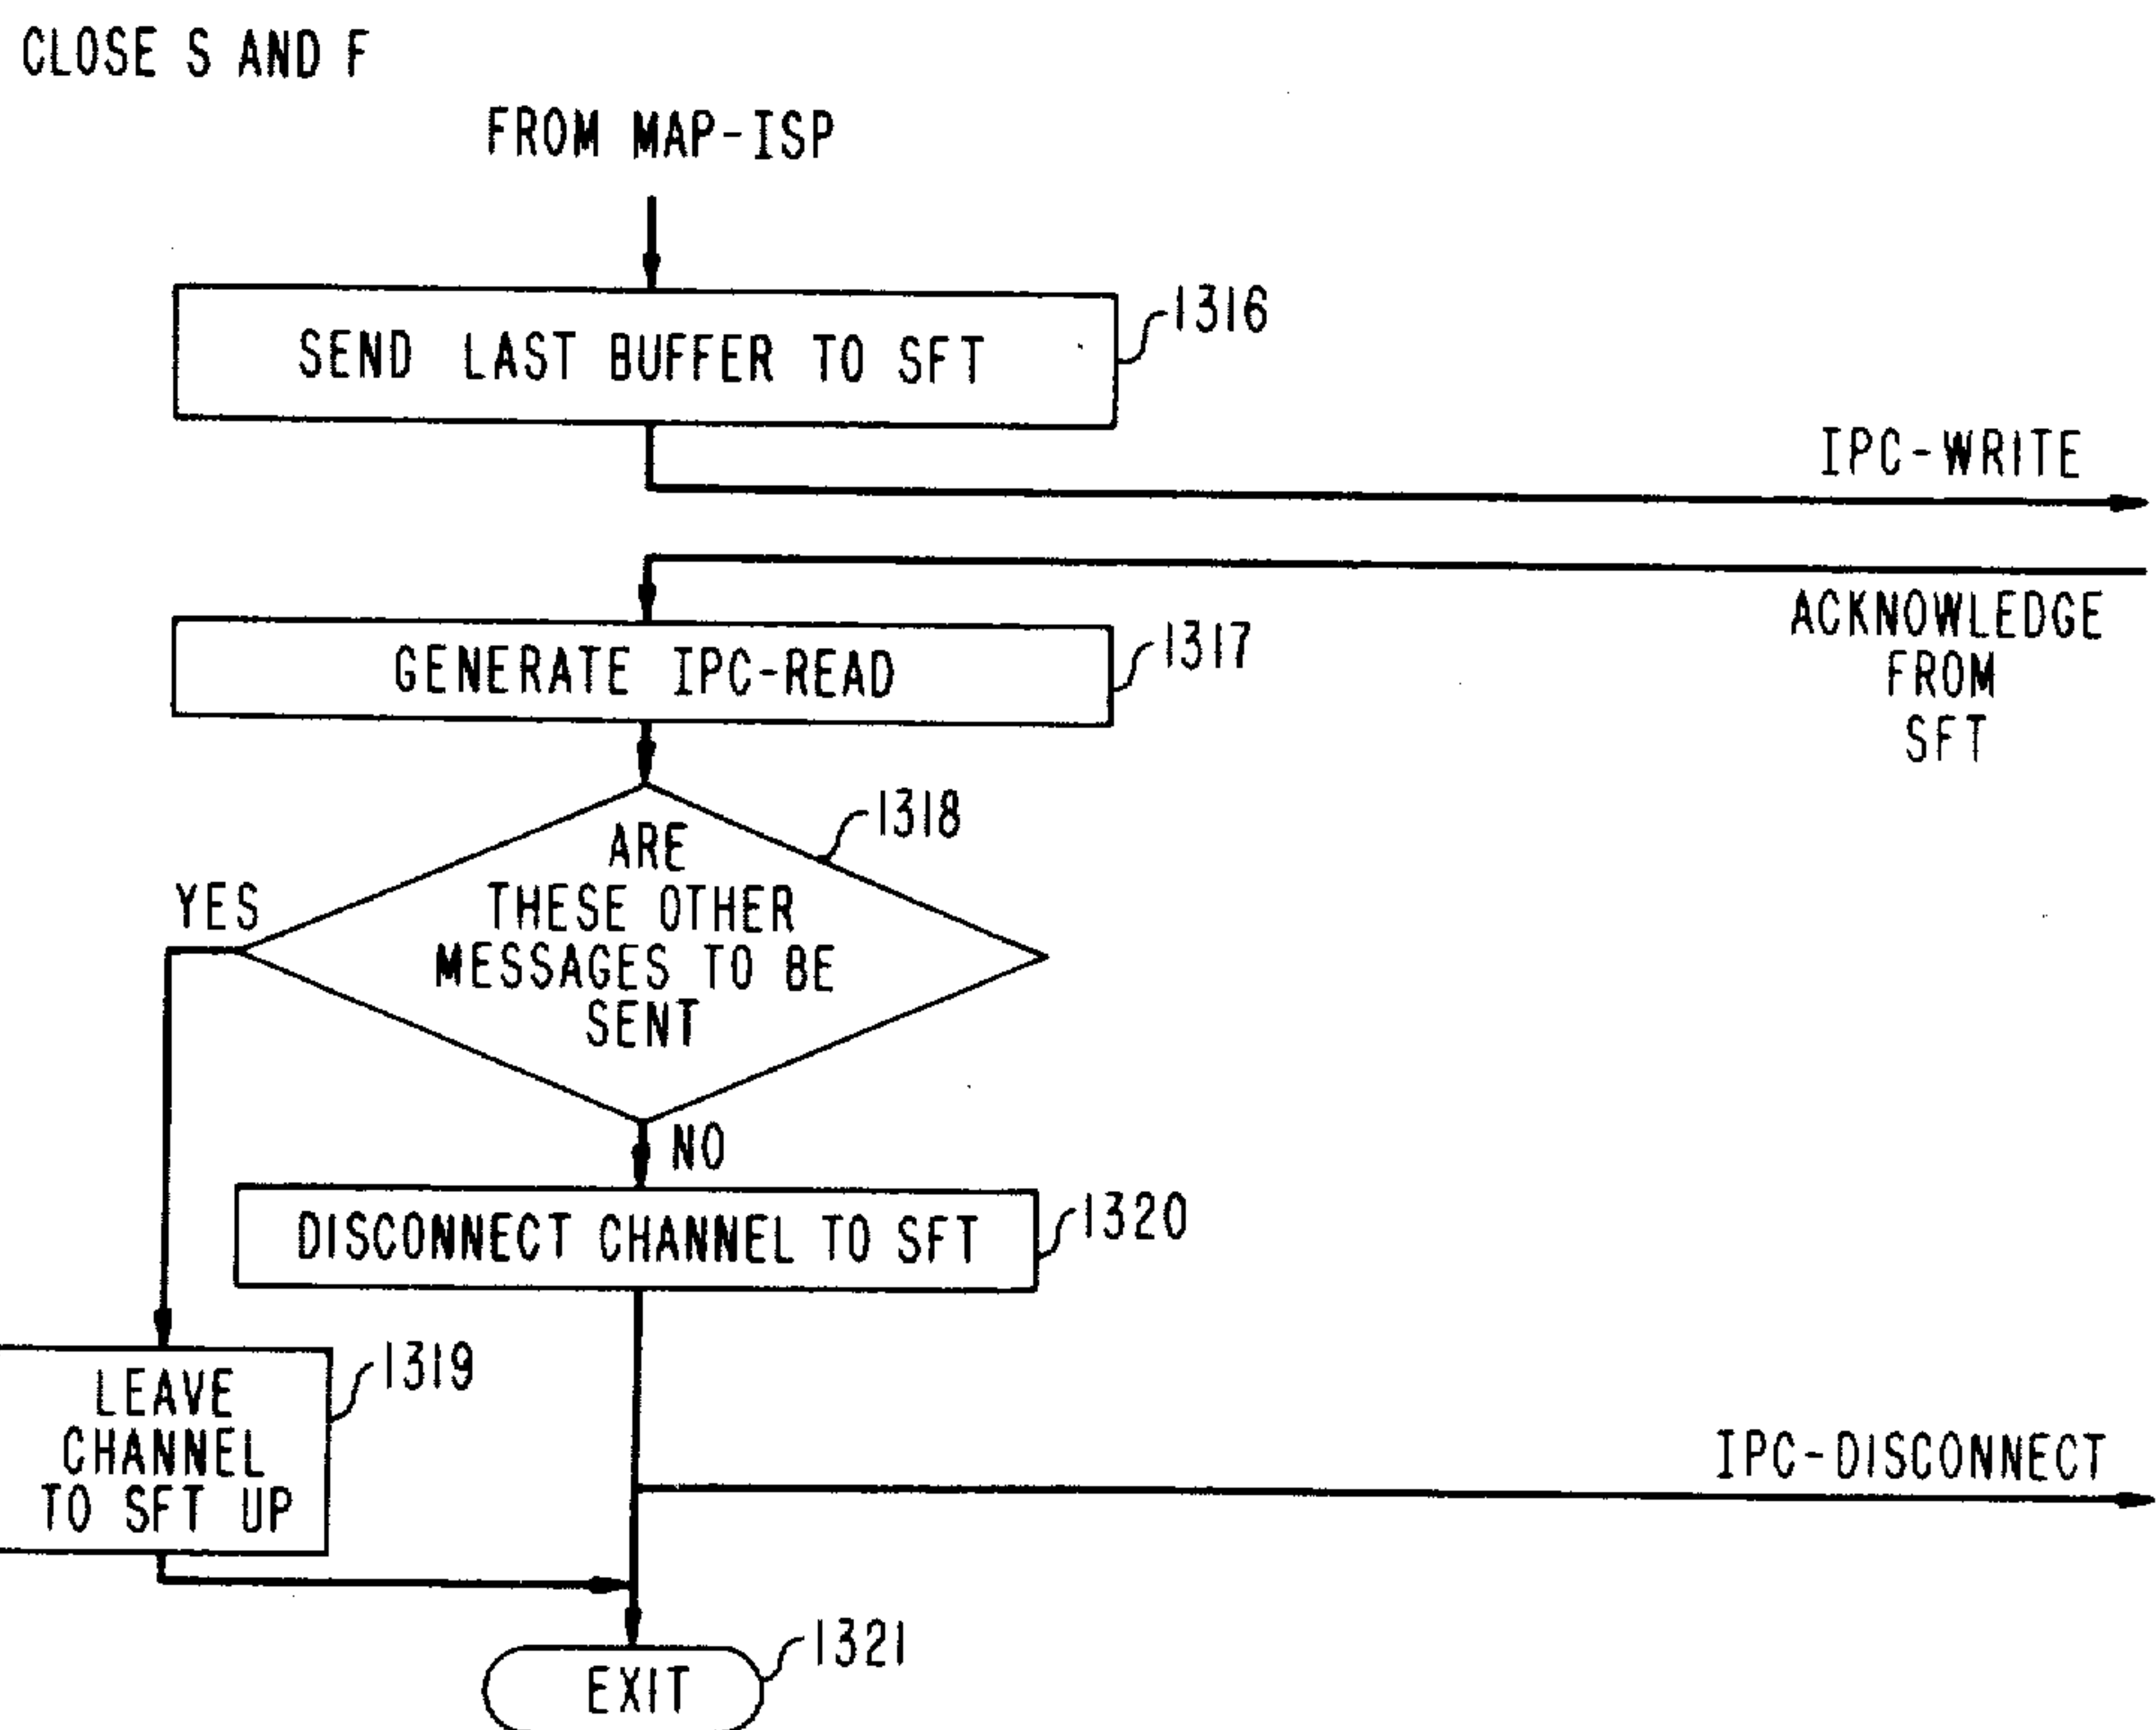 CLOSE S AND F
FROM MAP-ISP
1316
SEND LAST BUFFER TO SFT
IPC-WRITE
ACKNOWLEDGE
FROM
SFT
1317
GENERATE IPC-READ
1318
ARE
THESE OTHER
MESSAGES TO BE
SENT
YES
NO
1320
DISCONNECT CHANNEL TO SFT
1319
LEAVE
CHANNEL
TO SFT UP
IPC-DISCONNECT
1321
EXIT